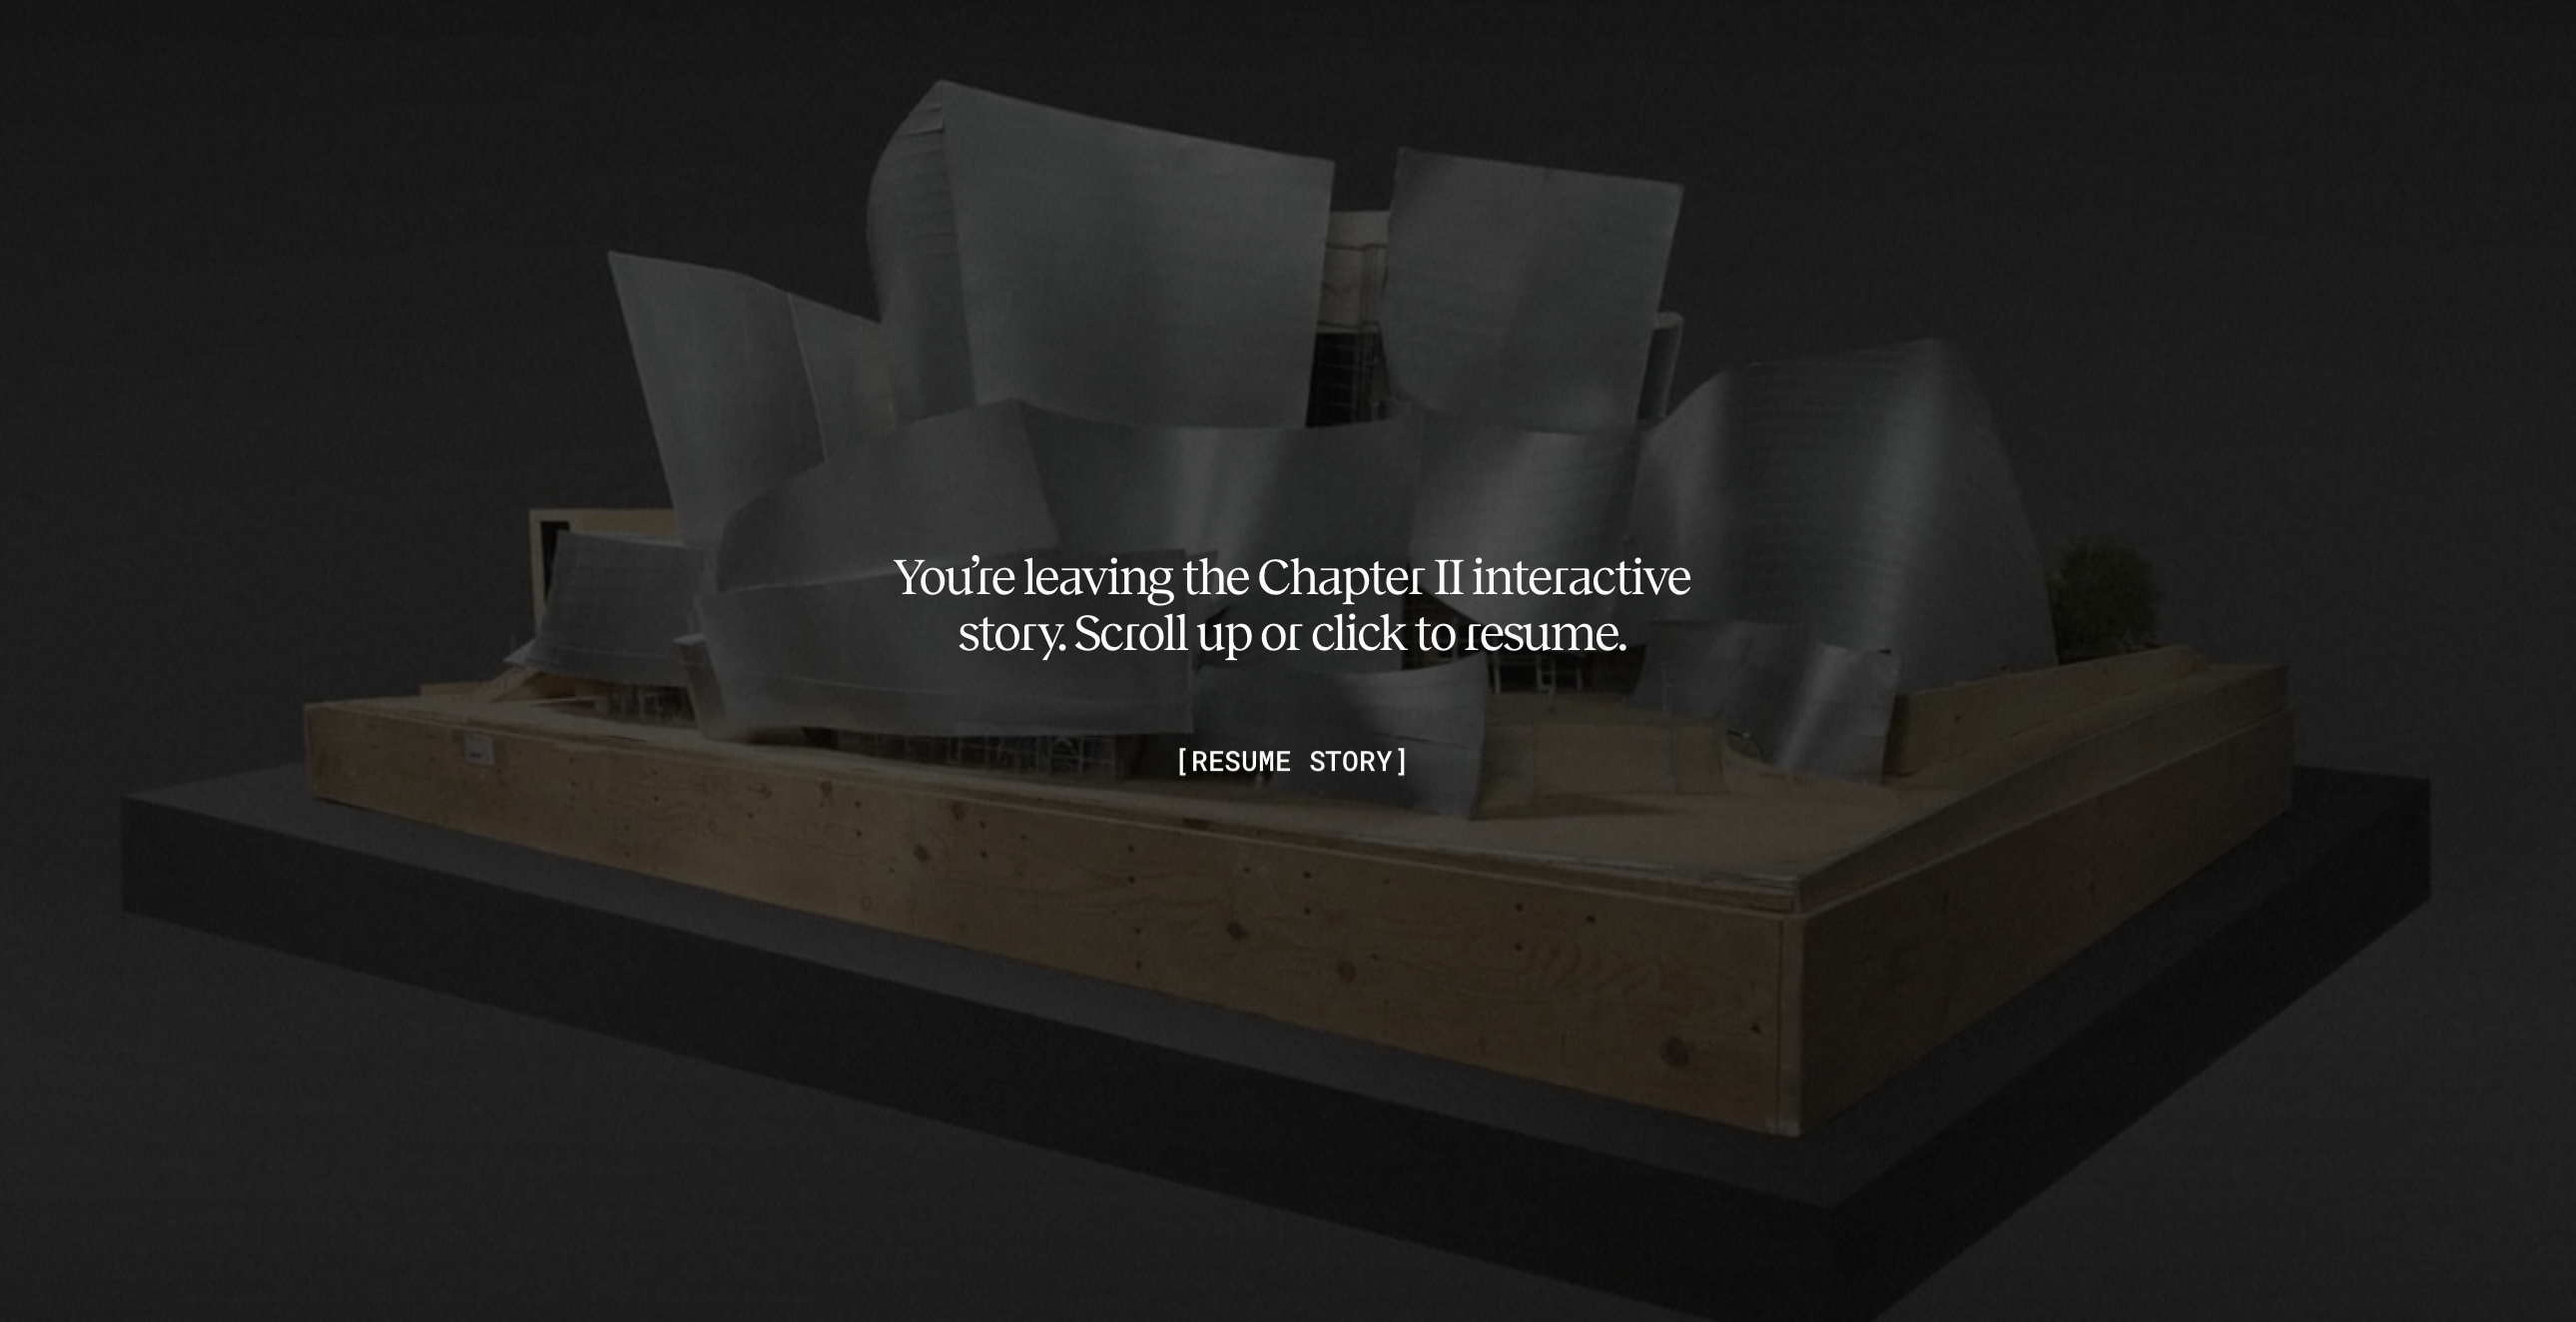 You’re leaving the Chapter II interactive
story. Scroll up or click to resume.
[RESUME STORY]